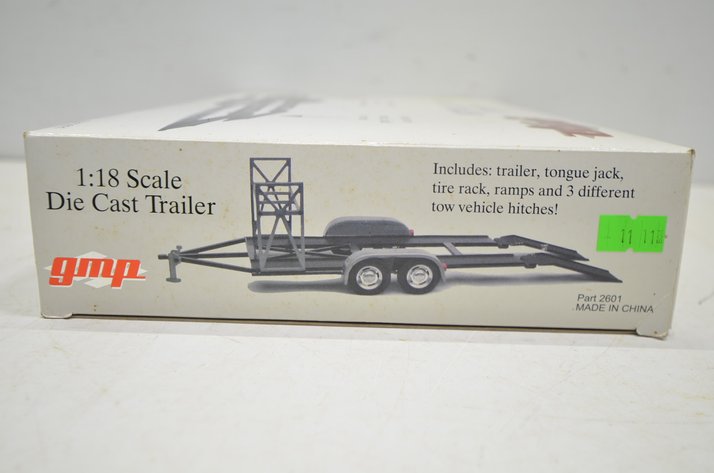 1:18 Scale
Die Cast Trailer
gmp
Includes: trailer, tongue jack,
tire rack, ramps and 3 different
tow vehicle hitches!
Part 2601
MADE IN CHINA